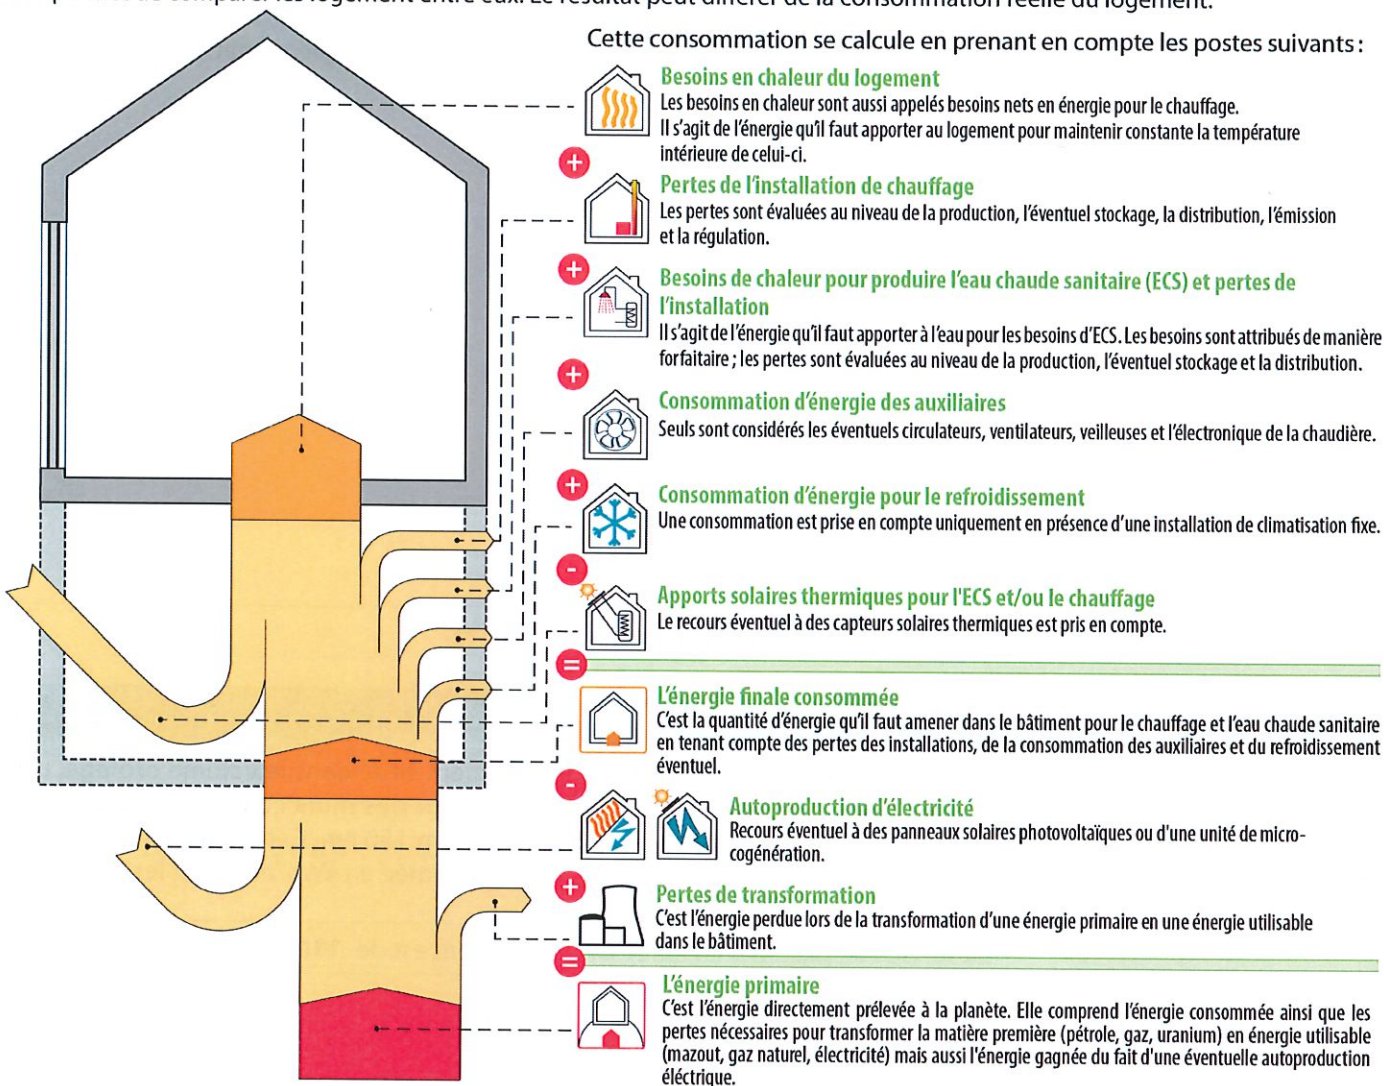 Cette consommation se calcule en prenant en compte les postes suivants :
Besoins en chaleur du logement
Les besoins en chaleur sont aussi appelés besoins nets en énergie pour le chauffage.
Il s'agit de l'énergie qu'il faut apporter au logement pour maintenir constante la température
intérieure de celui-ci.
+
Pertes de l'installation de chauffage
Les pertes sont évaluées au niveau de la production, l'éventuel stockage, la distribution, l'émission
et la régulation.
+
Besoins de chaleur pour produire l'eau chaude sanitaire (ECS) et pertes de
l'installation
Il s'agit de l'énergie qu'il faut apporter à l'eau pour les besoins d'ECS. Les besoins sont attribués de manière
forfaitaire ; les pertes sont évaluées au niveau de la production, l'éventuel stockage et la distribution.
+
Consommation d'énergie des auxiliaires
Seuls sont considérés les éventuels circulateurs, ventilateurs, veilleuses et l'électronique de la chaudière.
+
Consommation d'énergie pour le refroidissement
Une consommation est prise en compte uniquement en présence d'une installation de climatisation fixe.
-
Apports solaires thermiques pour l'ECS et/ou le chauffage
Le recours éventuel à des capteurs solaires thermiques est pris en compte.
=
L'énergie finale consommée
C'est la quantité d'énergie qu'il faut amener dans le bâtiment pour le chauffage et l'eau chaude sanitaire
en tenant compte des pertes des installations, de la consommation des auxiliaires et du refroidissement
éventuel.
-
Autoproduction d'électricité
Recours éventuel à des panneaux solaires photovoltaïques ou d'une unité de micro-
cogénération.
+
Pertes de transformation
C'est l'énergie perdue lors de la transformation d'une énergie primaire en une énergie utilisable
dans le bâtiment.
=
L'énergie primaire
C'est l'énergie directement prélevée à la planète. Elle comprend l'énergie consommée ainsi que les
pertes nécessaires pour transformer la matière première (pétrole, gaz, uranium) en énergie utilisable
(mazout, gaz naturel, électricité) mais aussi l'énergie gagnée du fait d'une éventuelle autoproduction
éléctrique.